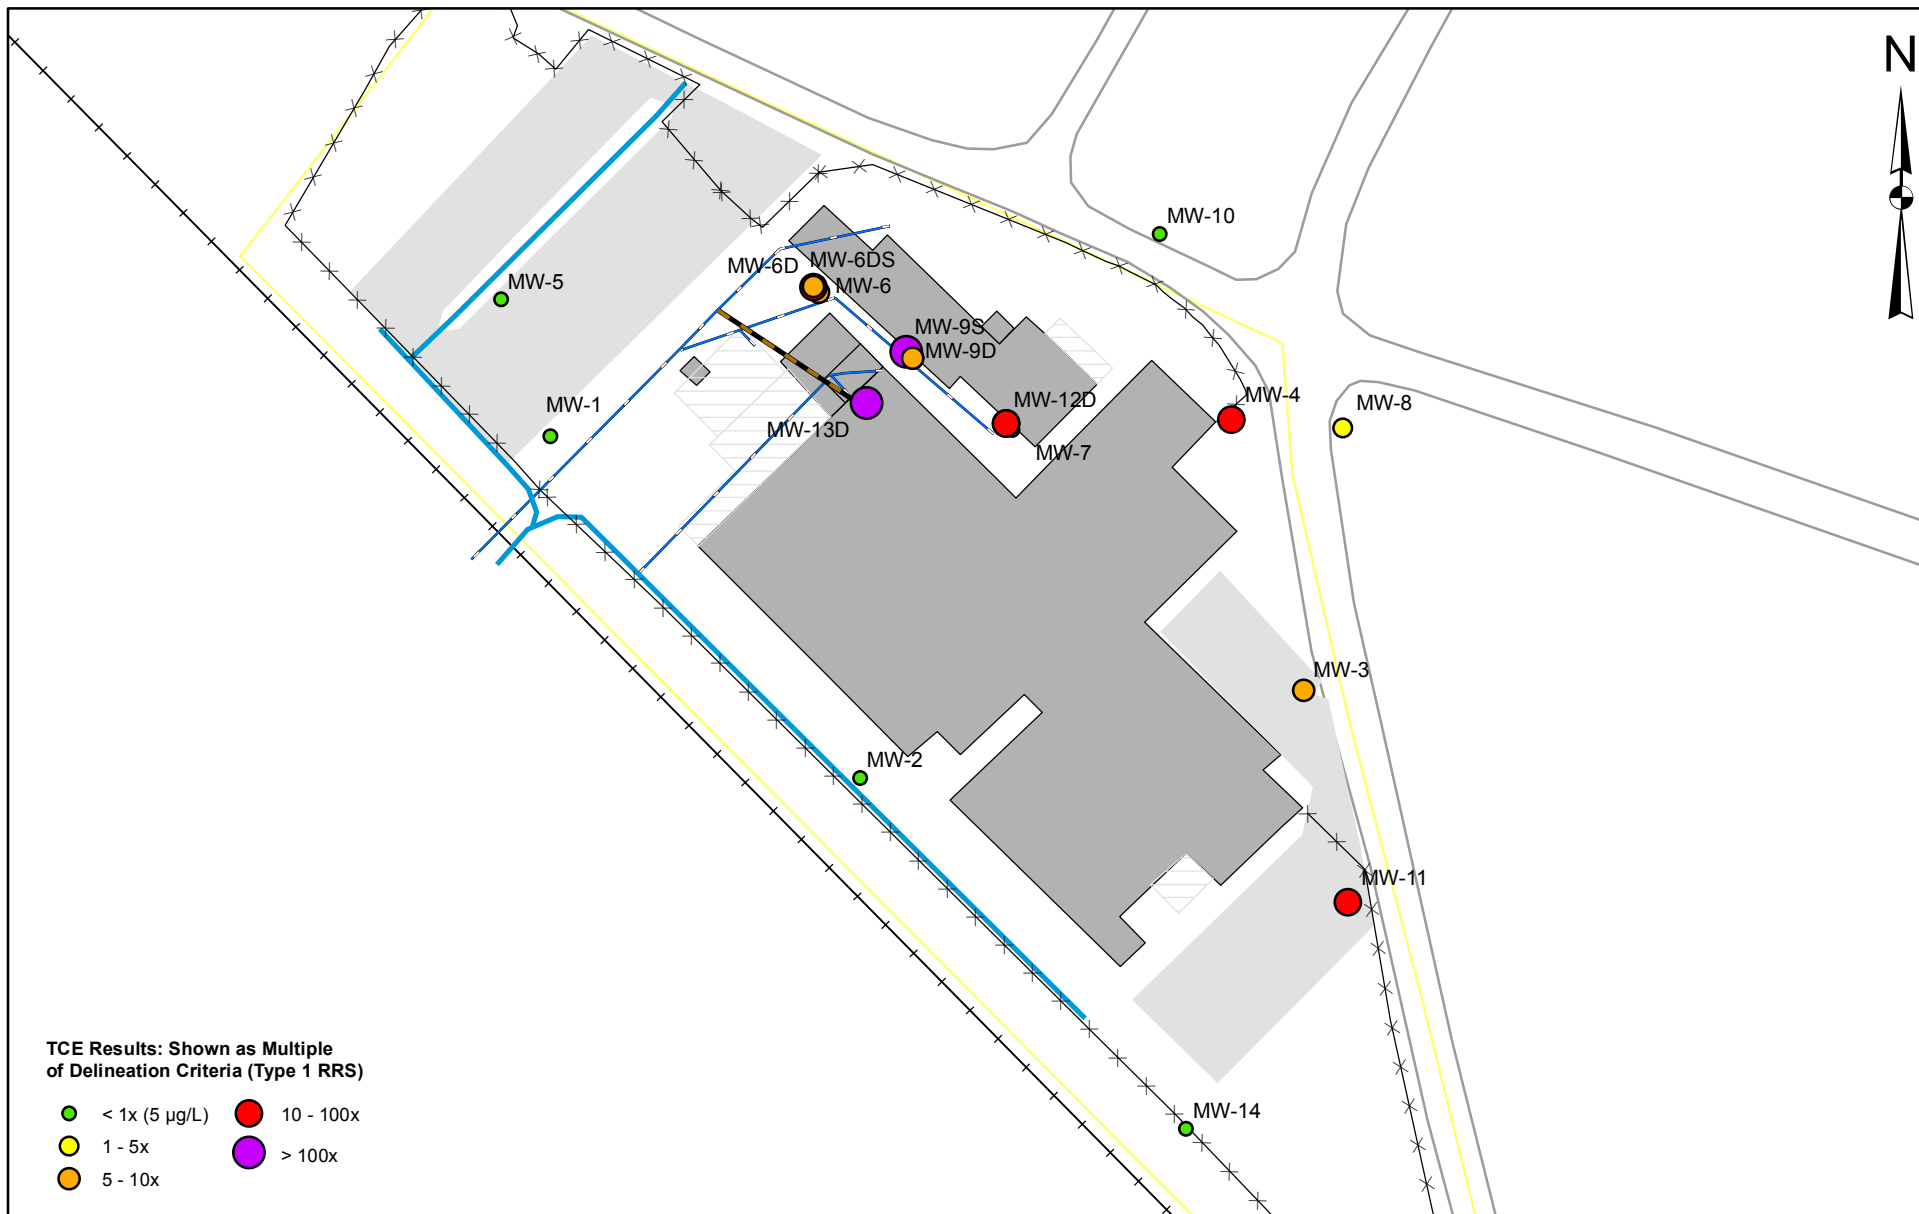 N
MW-10
MW-6D
MW-6DS
MW-5
MW-6
MW-9S
MW-9D
MW-1
MW-12D
MW-4
MW-8
MW-13D
MW-7
MW-3
MW-2
MW-11
TCE Results: Shown as Multiple
of Delineation Criteria (Type 1 RRS)
< 1x (5 µg/L)
10 - 100x
1 - 5x
> 100x
5 - 10x
MW-14